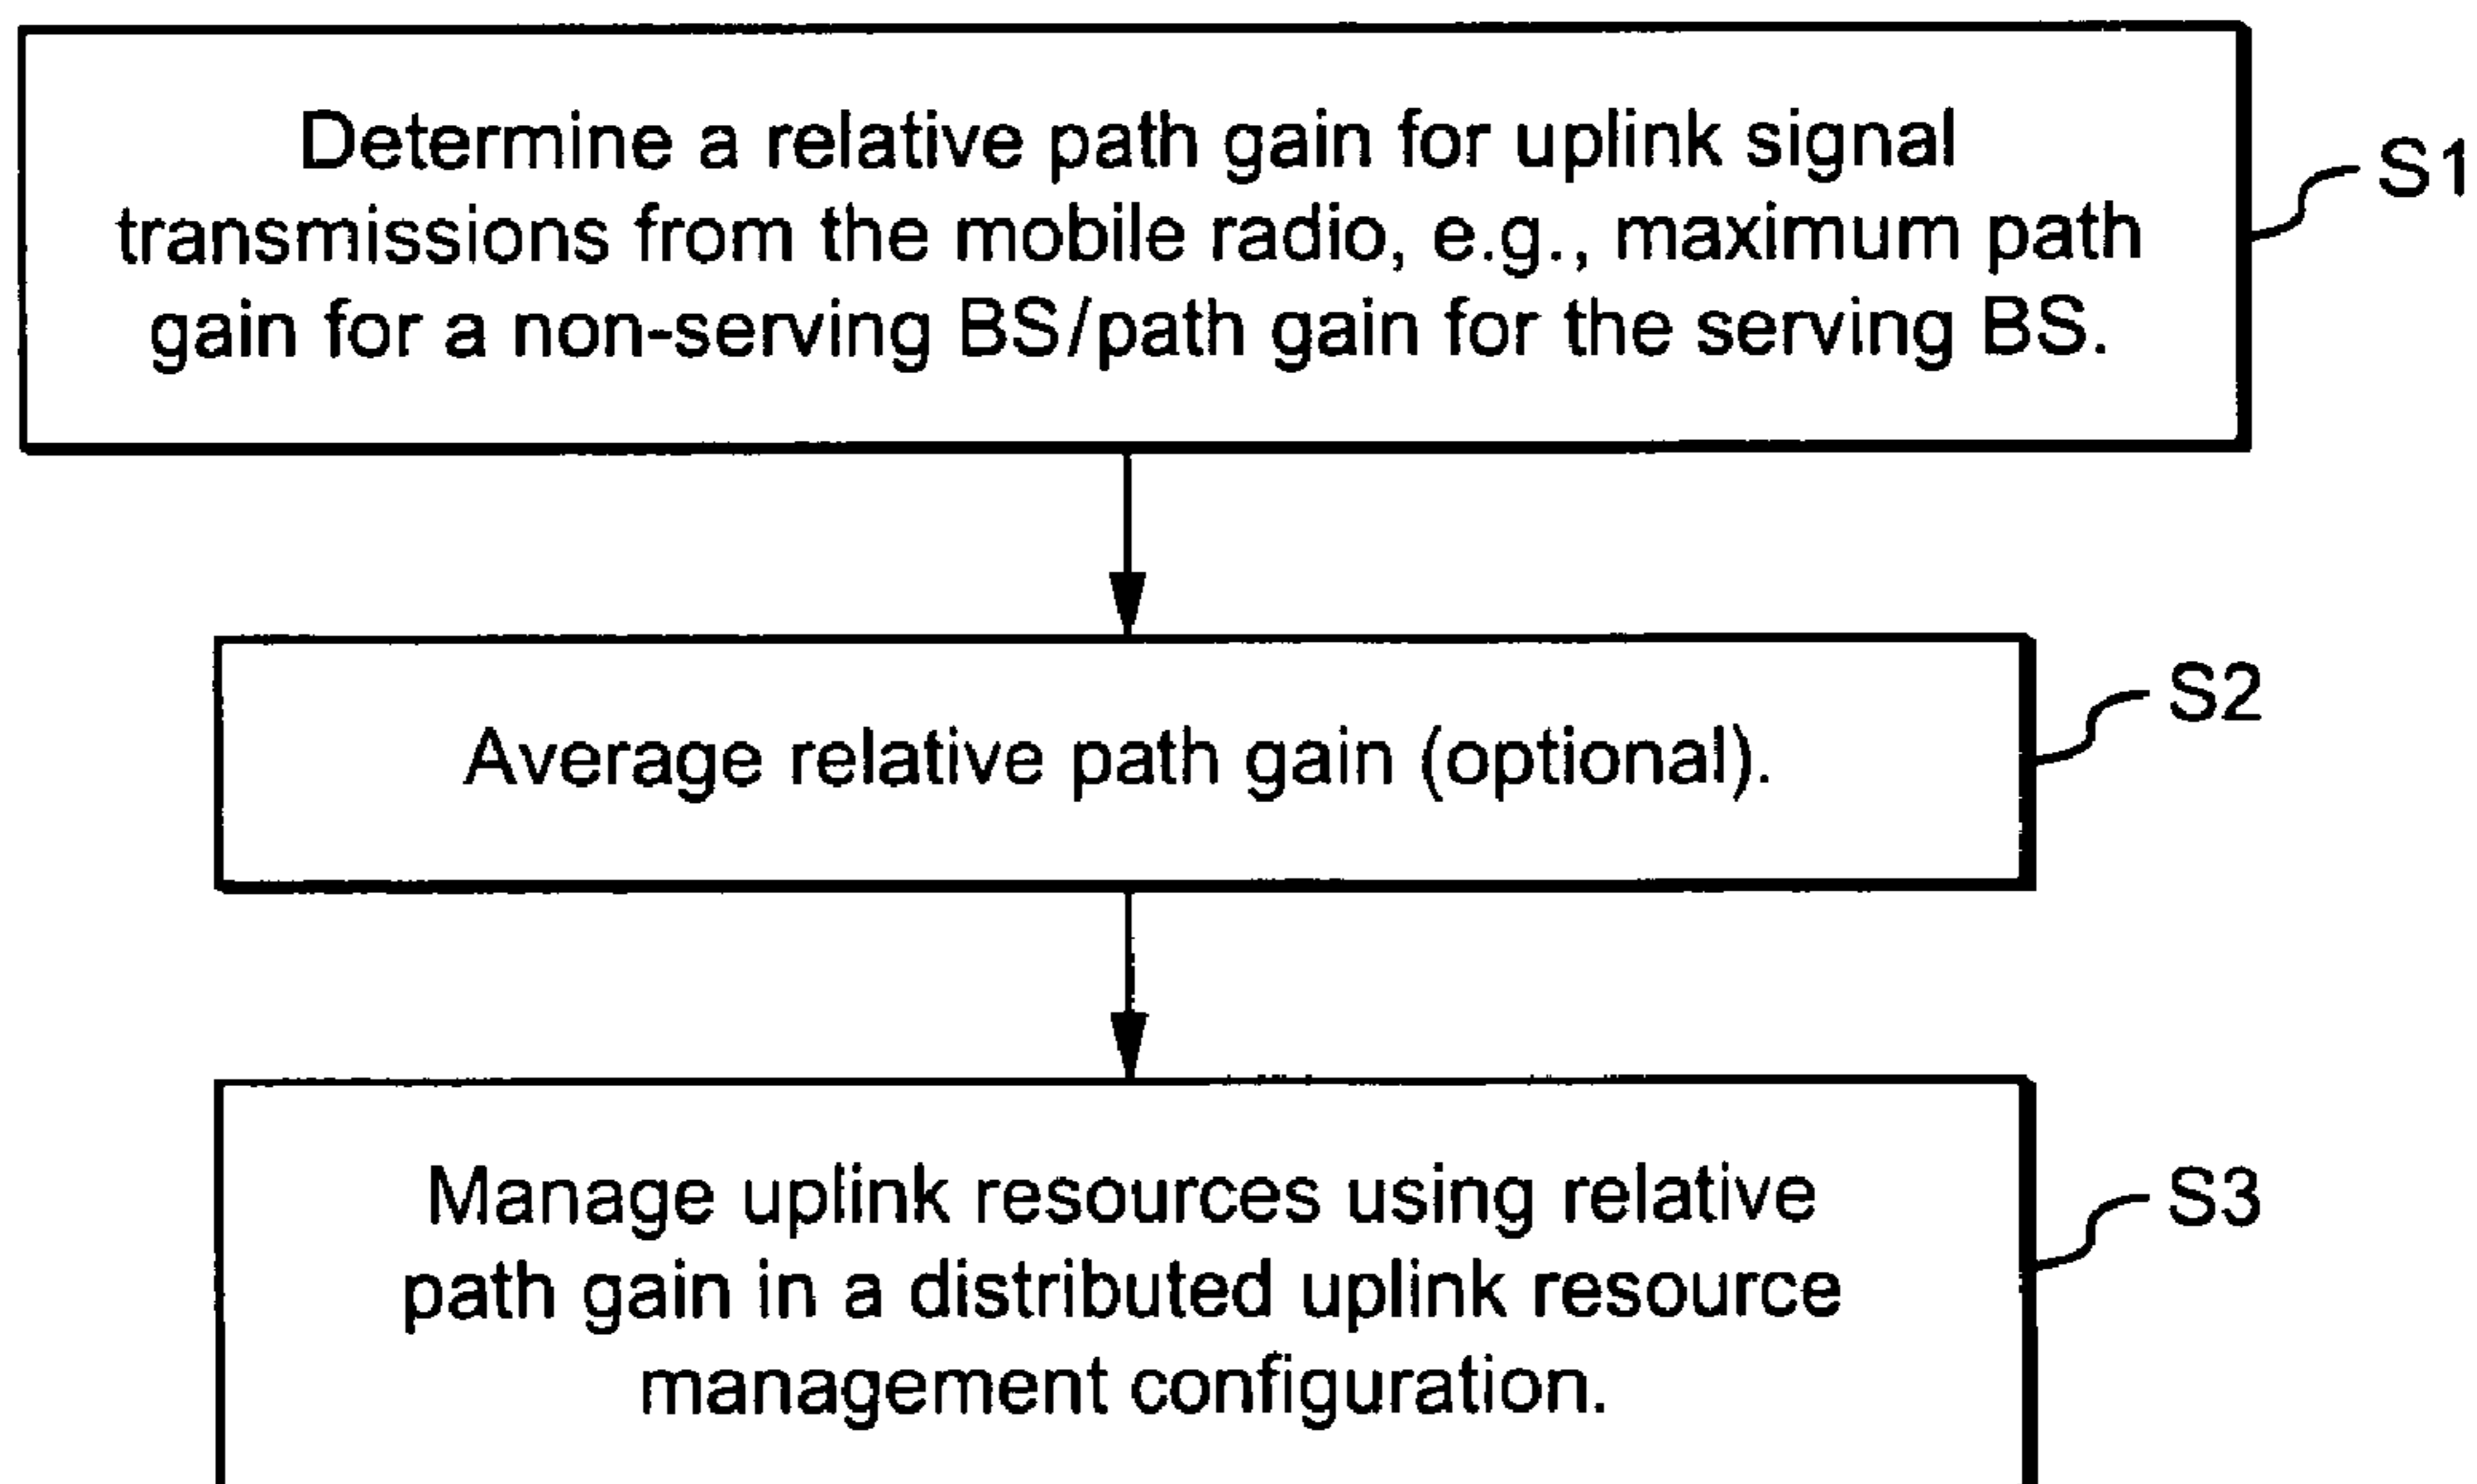 Determine a relative path gain for uplink signal
transmissions from the mobile radio, e.g., maximum path
gain for a non-serving BS/path gain for the serving BS.
S1
Average relative path gain (optional).
S2
Manage uplink resources using relative
path gain in a distributed uplink resource
management configuration.
S3